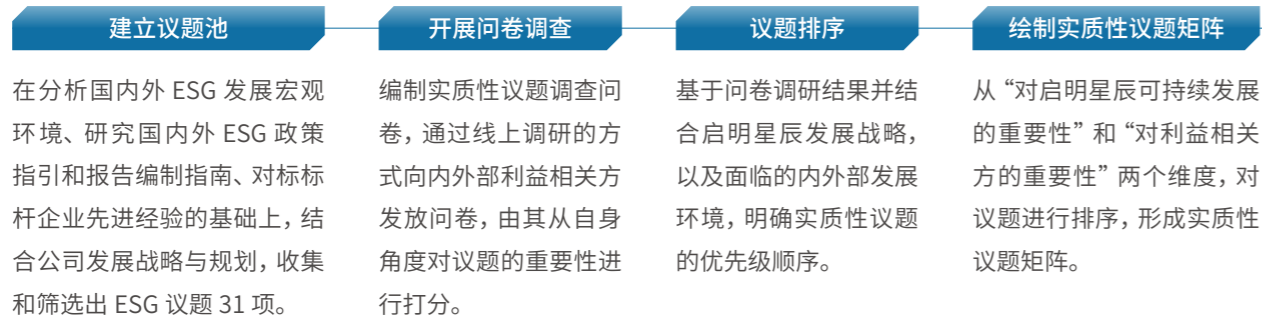 建立议题池
在分析国内外 ESG 发展宏观
环境、研究国内外 ESG 政策
指引和报告编制指南、对标标
杆企业先进经验的基础上，结
合公司发展战略与规划，收集
和筛选出 ESG 议题 31 项。
开展问卷调查
编制实质性议题调查问
卷，通过线上调研的方
式向内外部利益相关方
发放问卷，由其从自身
角度对议题的重要性进
行打分。
议题排序
基于问卷调研结果并结
合启明星辰发展战略，
以及面临的内外部发展
环境，明确实质性议题
的优先级顺序。
绘制实质性议题矩阵
从“对启明星辰可持续发展
的重要性”和“对利益相关
方的重要性”两个维度，对
议题进行排序，形成实质性
议题矩阵。